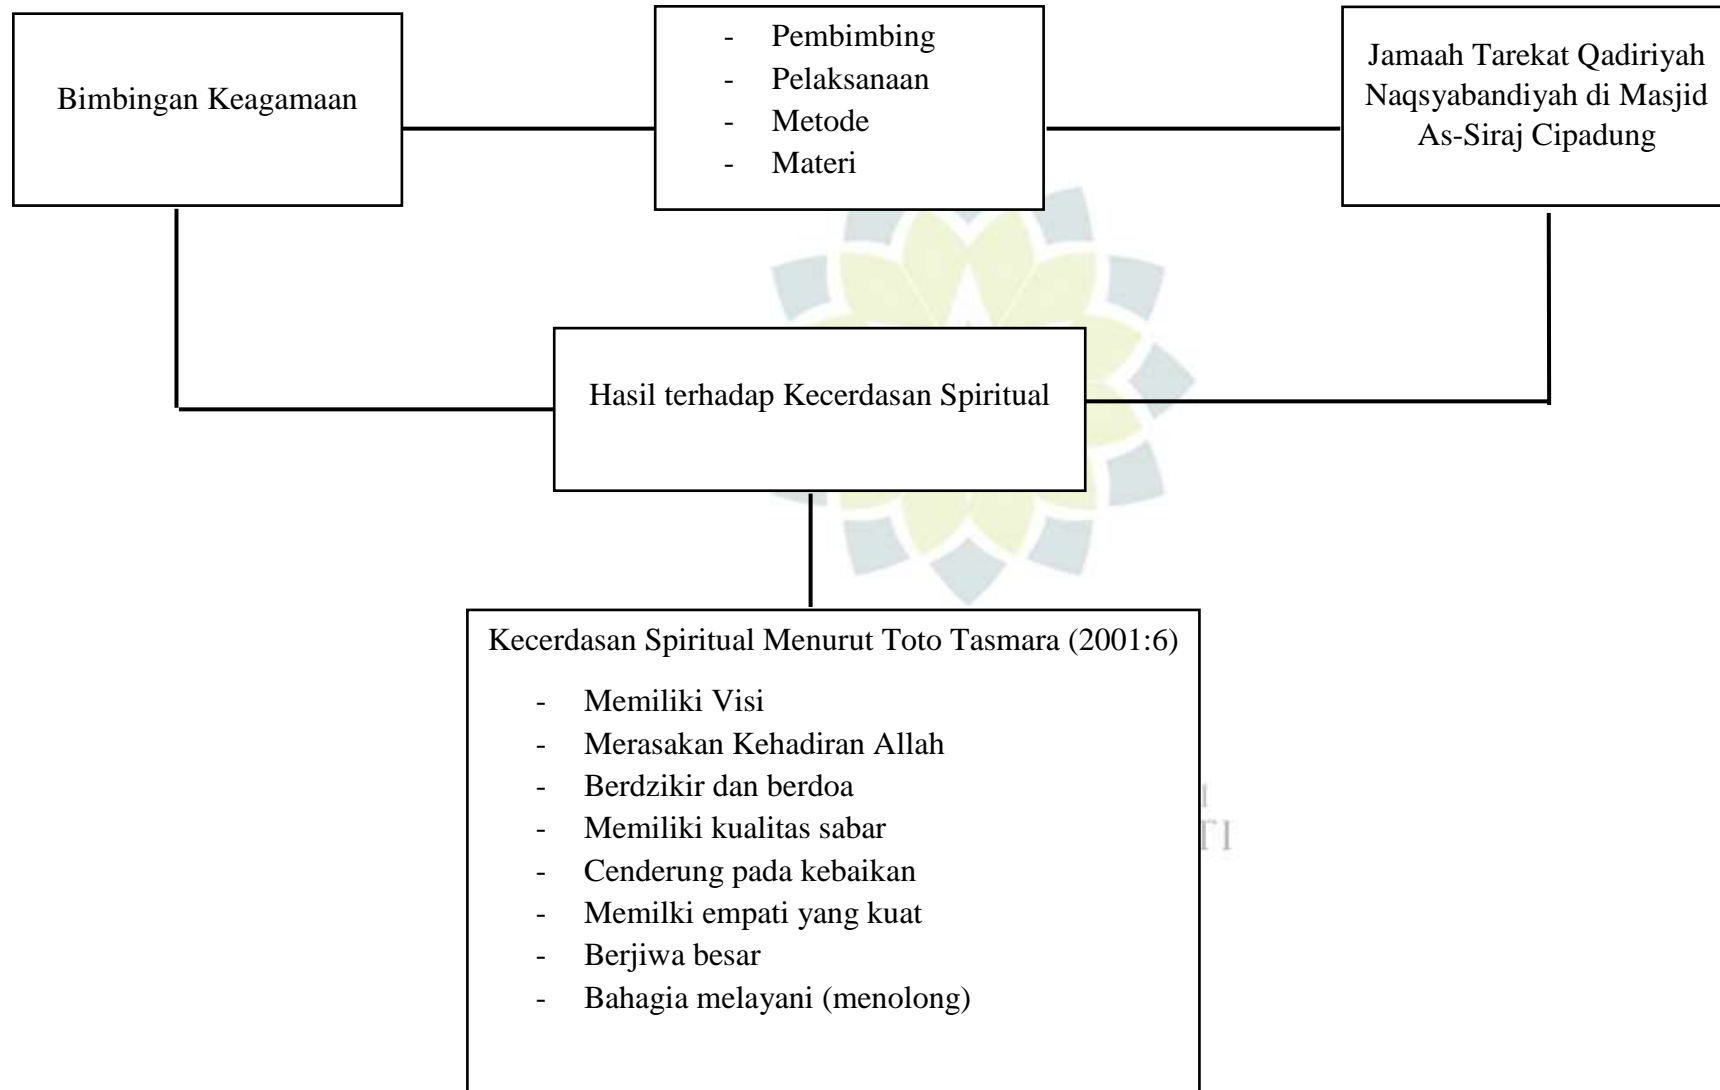 Bimbingan Keagamaan
- Pembimbing
- Pelaksanaan
- Metode
- Materi
Jamaah Tarekat Qadiriyah
Naqsyabandiyah di Masjid
As-Siraj Cipadung
Hasil terhadap Kecerdasan Spiritual
Kecerdasan Spiritual Menurut Toto Tasmara (2001:6)
- Memiliki Visi
- Merasakan Kehadiran Allah
- Berdzikir dan berdoa
- Memiliki kualitas sabar
- Cenderung pada kebaikan
- Memilki empati yang kuat
- Berjiwa besar
- Bahagia melayani (menolong)